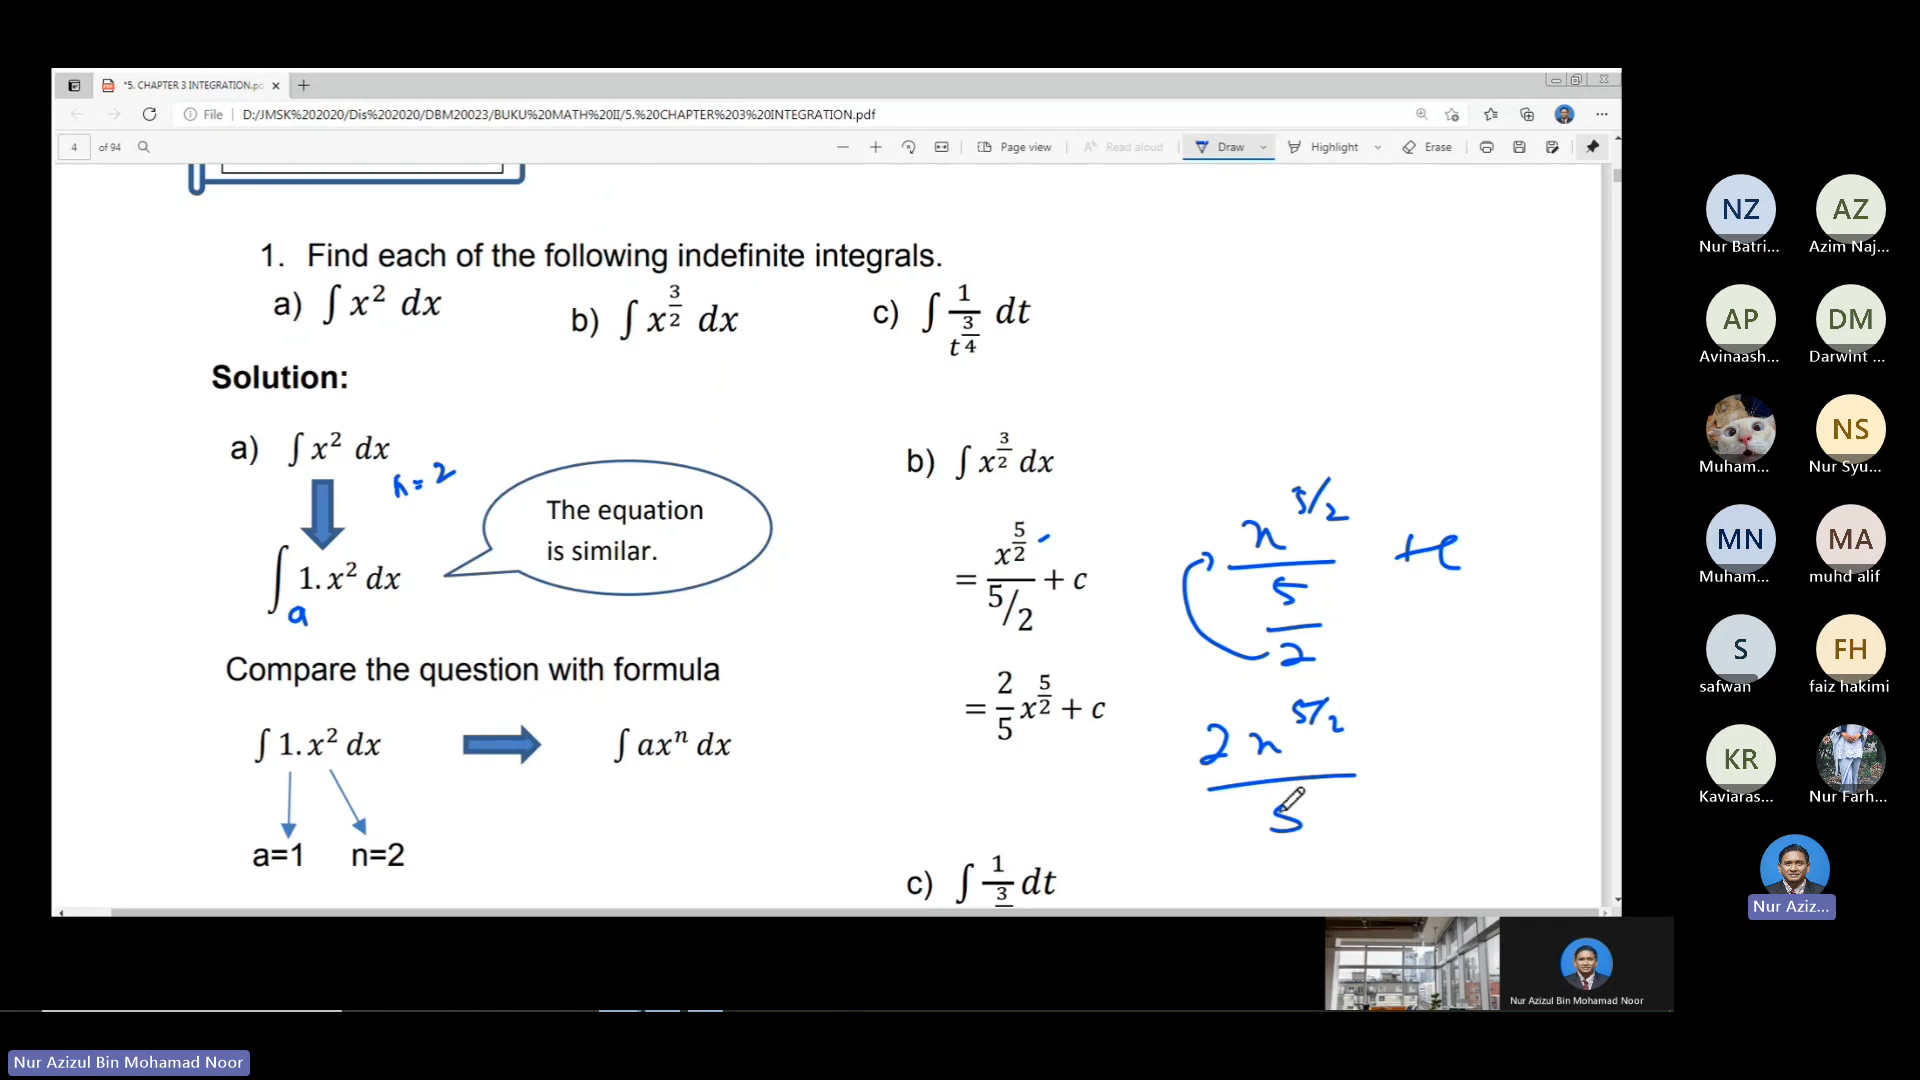 *5. CHAPTER 3 INTEGRATION.pd
File | D:/JMSK%202020/Dis%202020/DBM20023/BUKU%20MATH%20II/5.%20CHAPTER%203%20INTEGRATION.pdf
4 of 94 Page view Read aloud Draw Highlight Erase
1. Find each of the following indefinite integrals.
a) ∫ x² dx b) ∫ x^(3/2) dx c) ∫ 1/t^(3/4) dt
Solution:
a) ∫ x² dx
n = 2
∫ 1. x² dx
a
The equation
is similar.
Compare the question with formula
∫ 1. x² dx ∫ axⁿ dx
a=1 n=2
b) ∫ x^(3/2) dx
= x^(5/2) / (5/2) + c
= 2/5 x^(5/2) + c
x^(5/2) / (5/2) + c
2x^(5/2) / 5
c) ∫ 1/3 dt
NZ AZ
Nur Batri... Azim Naj...
AP DM
Avinaash... Darwint ...
NS
Muham... Nur Syu...
MN MA
Muham... muhd alif
S FH
safwan faiz hakimi
KR
Kaviaras... Nur Farh...
Nur Aziz...
Nur Azizul Bin Mohamad Noor
Nur Azizul Bin Mohamad Noor